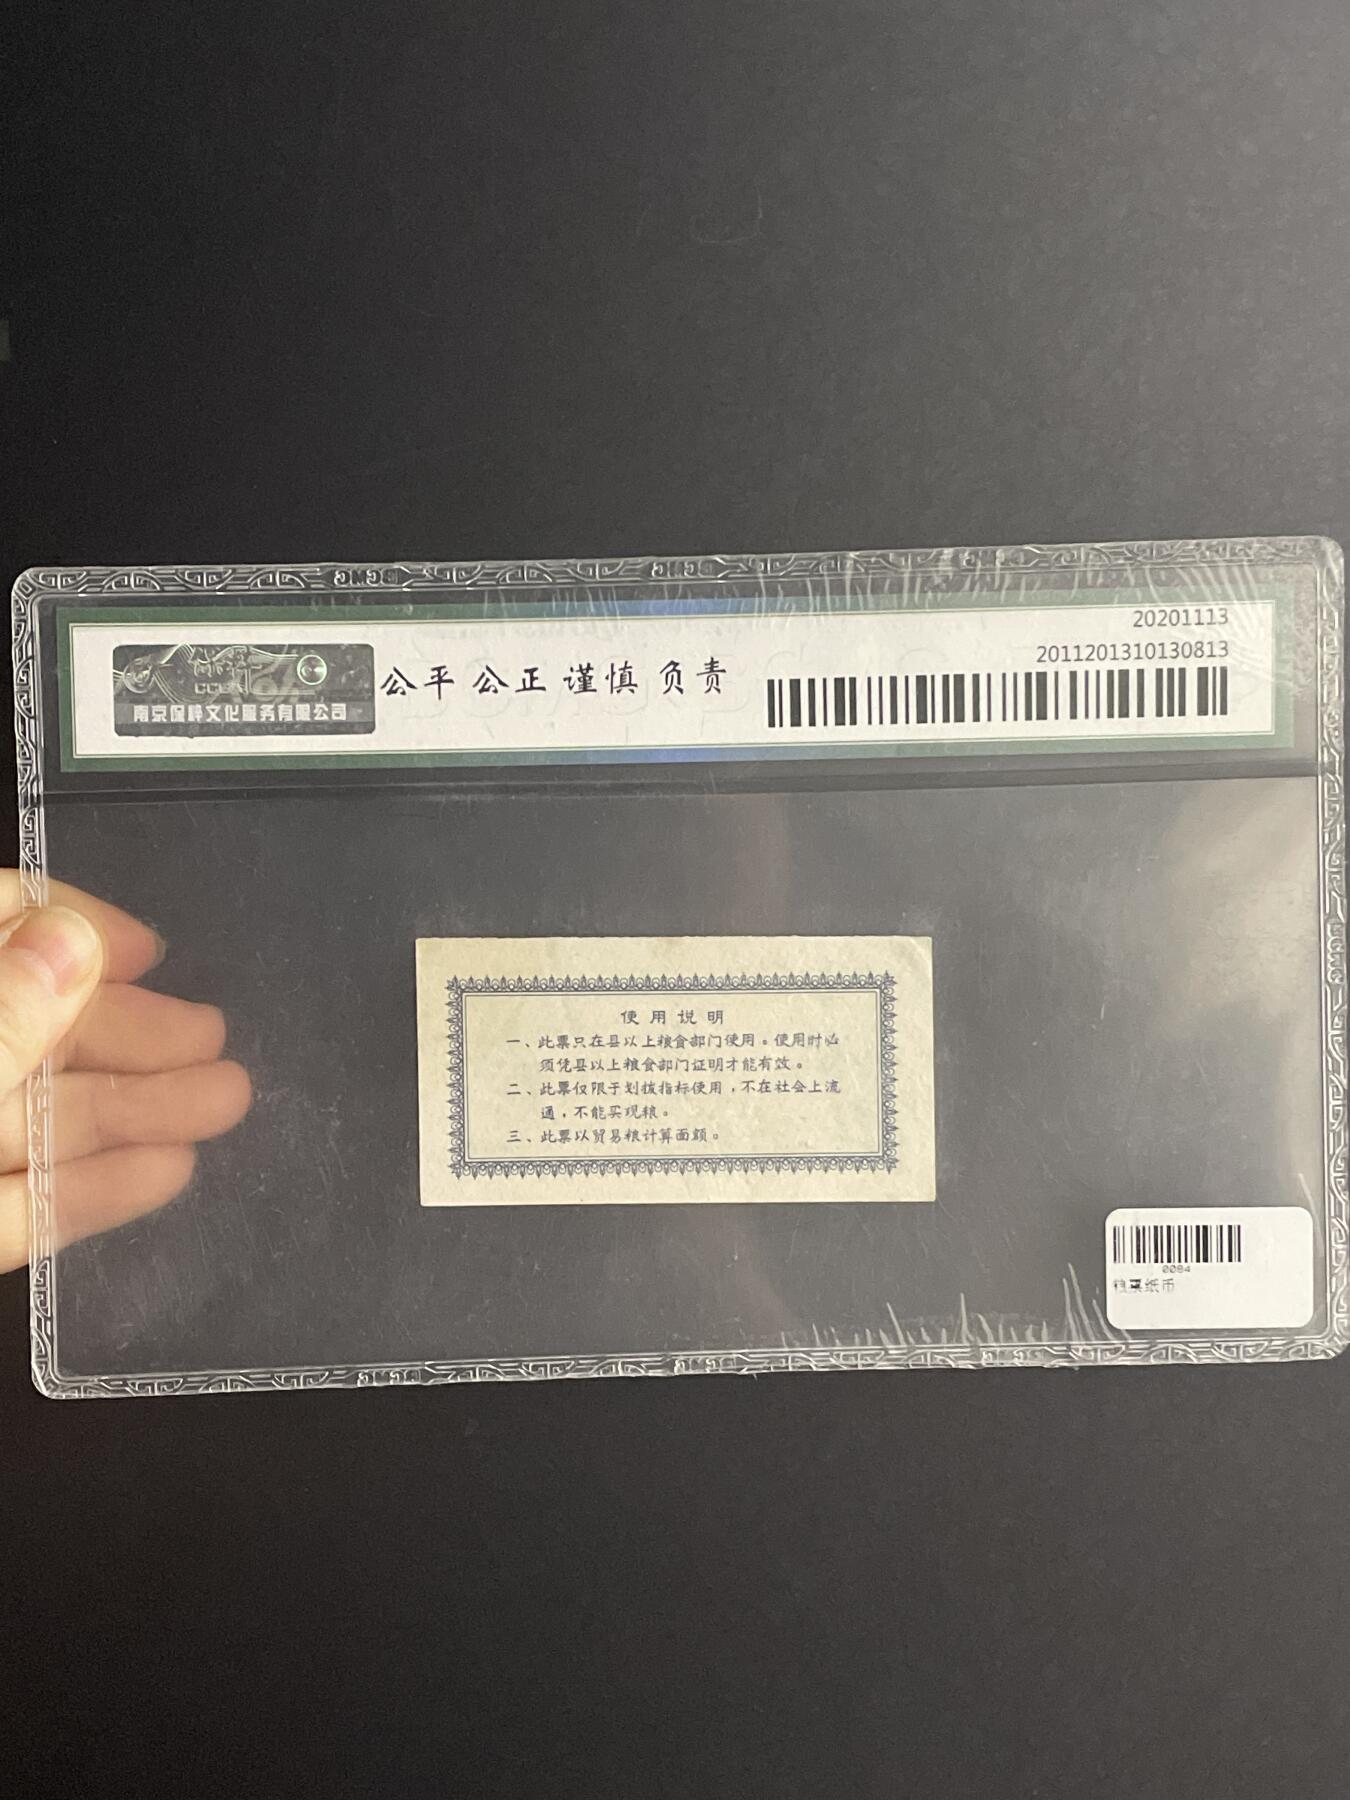 20201113
2011201310130813
公平 公正 谨慎 负责
南京保粹文化服务有限公司
使用说明
一、此票只在县以上粮食部门使用。使用时必
须凭县以上粮食部门证明才能有效。
二、此票仅限于划拨指标使用，不在社会上流
通，不能买现粮。
三、此票以贸易粮计算面额。
0084
粮票纸币